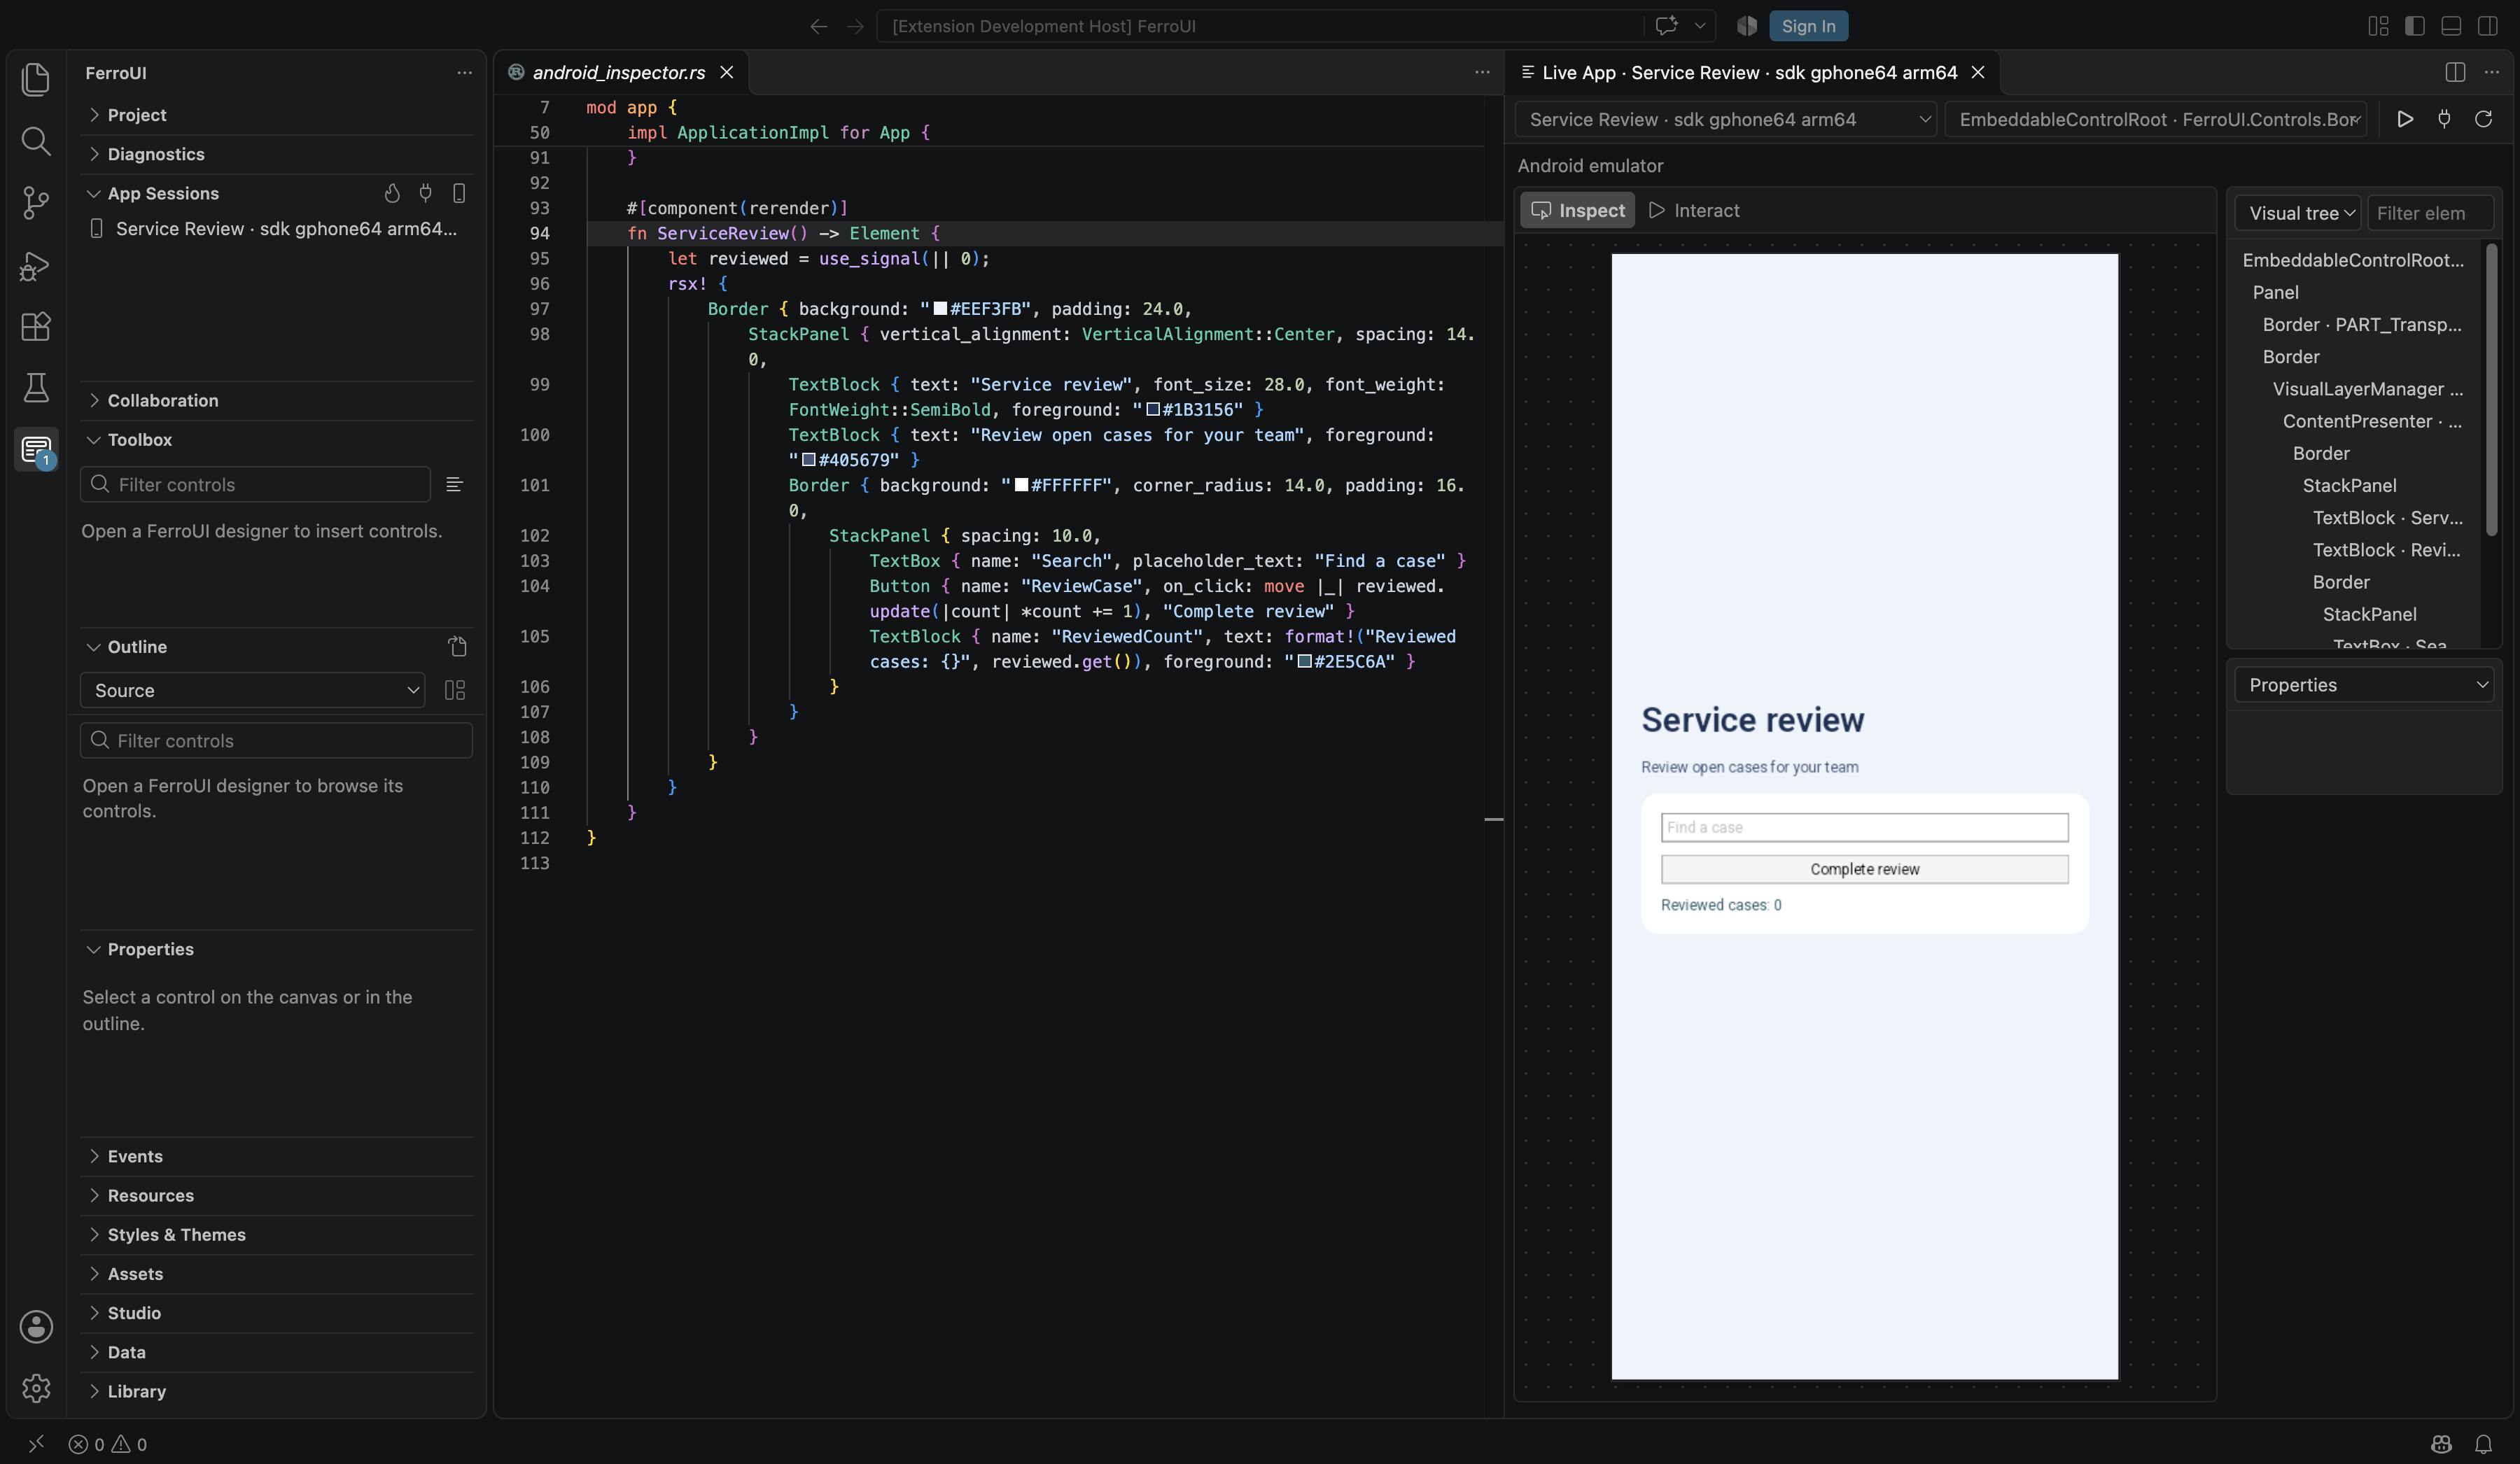 [Extension Development Host] FerroUI
Sign In
FerroUI
Project
Diagnostics
App Sessions
Service Review · sdk gphone64 arm64...
Collaboration
Toolbox
Filter controls
Open a FerroUI designer to insert controls.
Outline
Source
Filter controls
Open a FerroUI designer to browse its
controls.
Properties
Select a control on the canvas or in the
outline.
Events
Resources
Styles & Themes
Assets
Studio
Data
Library
1
0 0
android_inspector.rs
7 mod app {
50 impl ApplicationImpl for App {
91 }
92
93 #[component(rerender)]
94 fn ServiceReview() -> Element {
95 let reviewed = use_signal(|| 0);
96 rsx! {
97 Border { background: "#EEF3FB", padding: 24.0,
98 StackPanel { vertical_alignment: VerticalAlignment::Center, spacing: 14.
0,
99 TextBlock { text: "Service review", font_size: 28.0, font_weight:
FontWeight::SemiBold, foreground: "#1B3156" }
100 TextBlock { text: "Review open cases for your team", foreground:
"#405679" }
101 Border { background: "#FFFFFF", corner_radius: 14.0, padding: 16.
0,
102 StackPanel { spacing: 10.0,
103 TextBox { name: "Search", placeholder_text: "Find a case" }
104 Button { name: "ReviewCase", on_click: move |_| reviewed.
update(|count| *count += 1), "Complete review" }
105 TextBlock { name: "ReviewedCount", text: format!("Reviewed
cases: {}", reviewed.get()), foreground: "#2E5C6A" }
106 }
107 }
108 }
109 }
110 }
111 }
112 }
113
Live App · Service Review · sdk gphone64 arm64
Service Review · sdk gphone64 arm64
EmbeddableControlRoot · FerroUI.Controls.Bor
Android emulator
Inspect
Interact
Service review
Review open cases for your team
Find a case
Complete review
Reviewed cases: 0
Visual tree
Filter elem
EmbeddableControlRoot...
Panel
Border · PART_Transp...
Border
VisualLayerManager ...
ContentPresenter · ...
Border
StackPanel
TextBlock · Serv...
TextBlock · Revi...
Border
StackPanel
TextBox · Sea
Properties